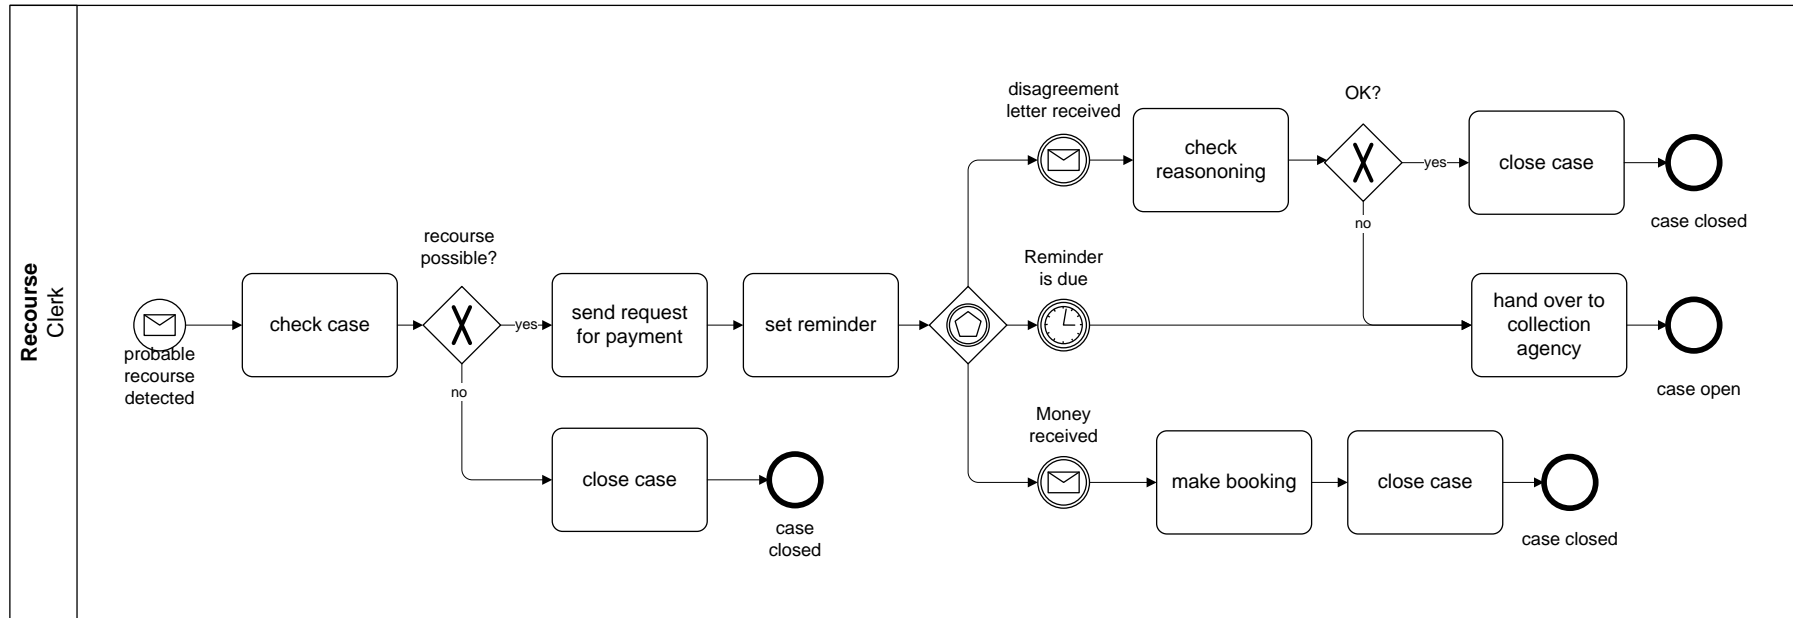 Recourse
Clerk
probable
recourse
detected
check case
recourse
possible?
yes
no
send request
for payment
set reminder
close case
case
closed
disagreement
letter received
check
reasononing
OK?
yes
no
close case
case closed
Reminder
is due
hand over to
collection
agency
case open
Money
received
make booking
close case
case closed